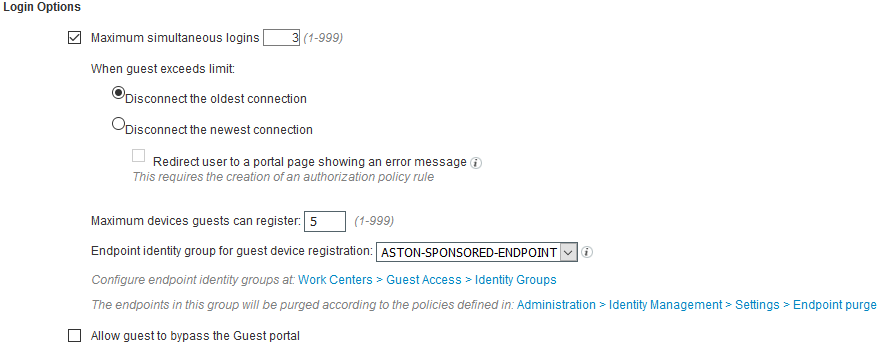 Login Options
Maximum simultaneous logins 3 (1-999)
When guest exceeds limit:
Disconnect the oldest connection
Disconnect the newest connection
Redirect user to a portal page showing an error message i
This requires the creation of an authorization policy rule
Maximum devices guests can register: 5 (1-999)
Endpoint identity group for guest device registration: ASTON-SPONSORED-ENDPOINT i
Configure endpoint identity groups at: Work Centers > Guest Access > Identity Groups
The endpoints in this group will be purged according to the policies defined in: Administration > Identity Management > Settings > Endpoint purge
Allow guest to bypass the Guest portal